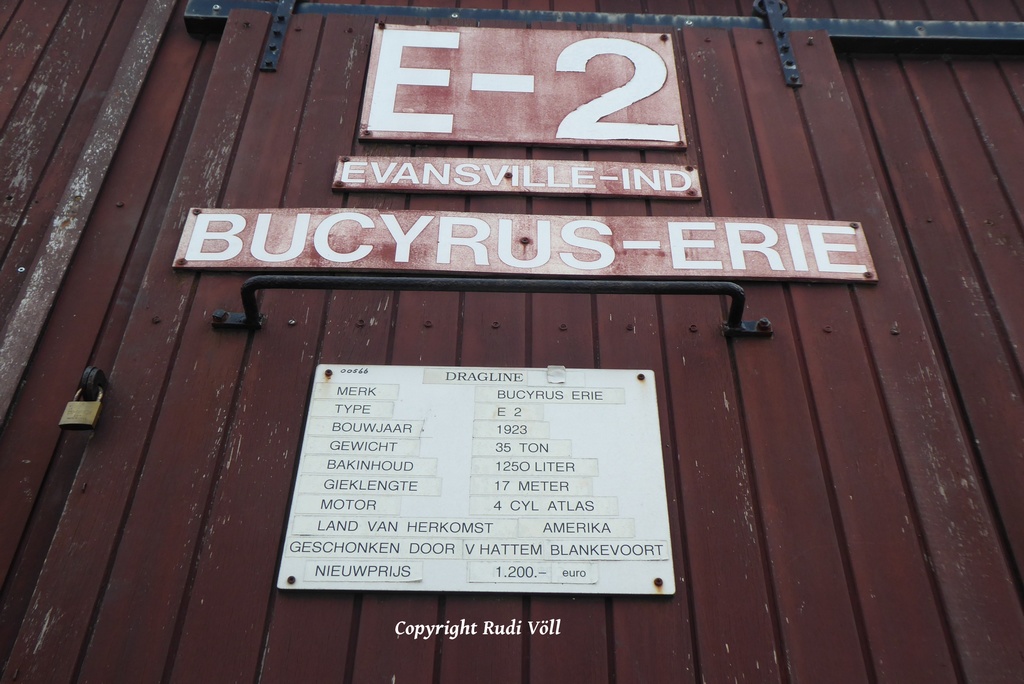 E-2
EVANSVILLE-IND
BUCYRUS-ERIE
00566
DRAGLINE
MERK BUCYRUS ERIE
TYPE E 2
BOUWJAAR 1923
GEWICHT 35 TON
BAKINHOUD 1250 LITER
GIEKLENGTE 17 METER
MOTOR 4 CYL ATLAS
LAND VAN HERKOMST AMERIKA
GESCHONKEN DOOR V HATTEM BLANKEVOORT
NIEUWPRIJS 1.200.- euro
Copyright Rudi Völl